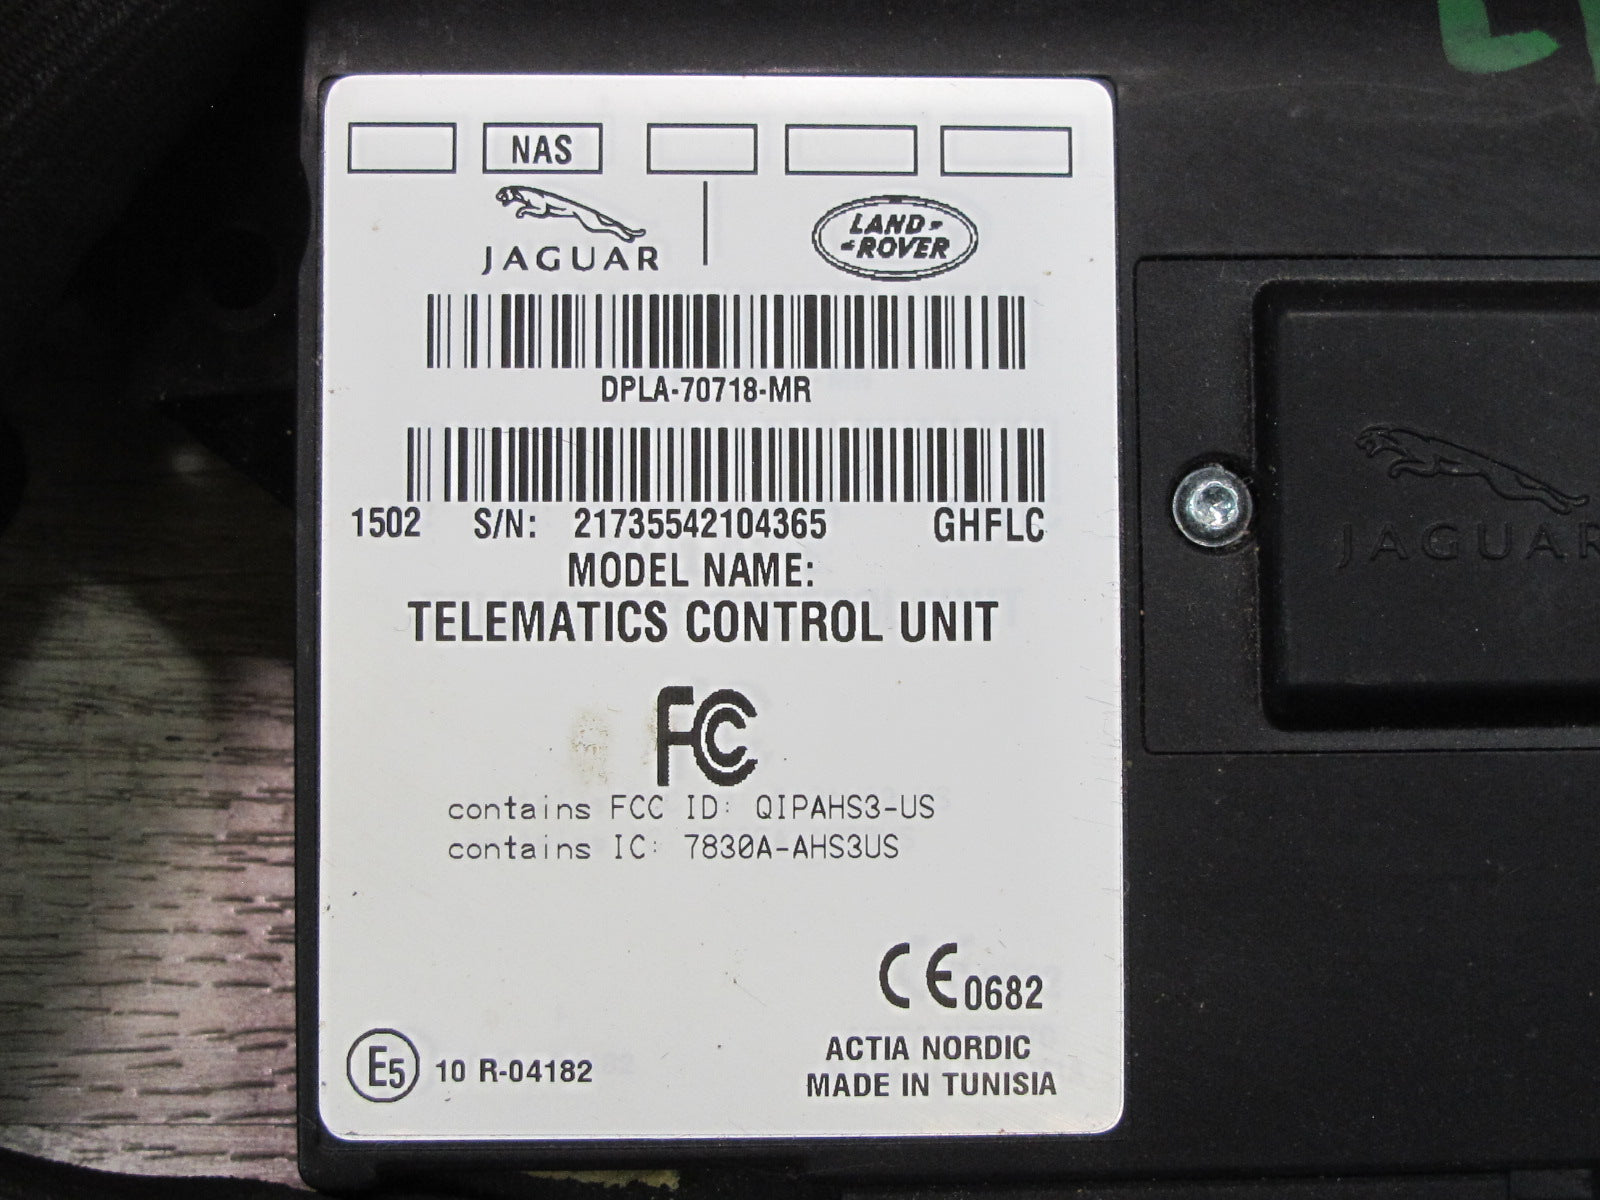 NAS
JAGUAR
LAND-
-ROVER
DPLA-70718-MR
1502 S/N: 21735542104365 GHFLC
MODEL NAME:
TELEMATICS CONTROL UNIT
FC
contains FCC ID: QIPAHS3-US
contains IC: 7830A-AHS3US
CE0682
E5 10 R-04182
ACTIA NORDIC
MADE IN TUNISIA
JAGUAR